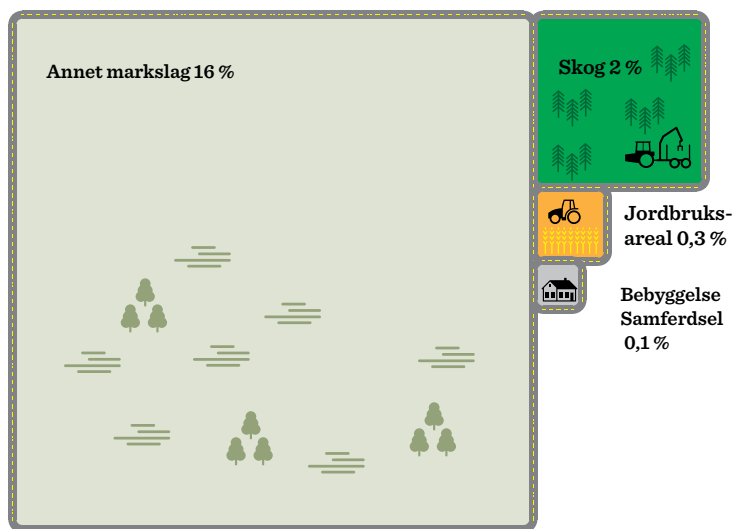 Annet markslag 16 %
Skog 2 %
Jordbruks-
areal 0,3 %
Bebyggelse
Samferdsel
0,1 %